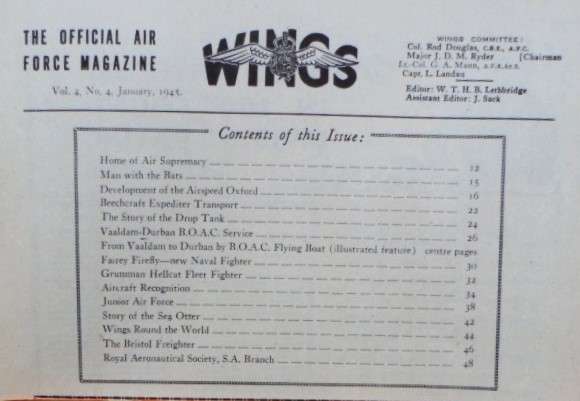 THE OFFICIAL AIR
FORCE MAGAZINE
Vol. 4, No. 4, January,
WINGS
WINGS COMMITTEE:
Col. Rod Douglas, C.B.E., A.F.C.
Major J. D. M. Ryder [Chairman
Lt.-Col. G. A. Mann,
Capt. L. Landau
Editor: W. T. H. B. Lethbridge
Assistant Editor: J. Sack
Contents of this Issue:
Home of Air Supremacy 12
Man with the Bats 15
Development of the Airspeed Oxford 16
Beechcraft Expediter Transport 22
The Story of the Drop Tank 24
Vaaldam-Durban B.O.A.C. Service 26
From Vaaldam to Durban by B.O.A.C. Flying Boat (illustrated feature) centre pages
Fairey Firefly—new Naval Fighter 30
Grumman Hellcat Fleet Fighter 32
Aircraft Recognition 34
Junior Air Force 38
Story of the Sea Otter 42
Wings Round the World 44
The Bristol Freighter 46
Royal Aeronautical Society, S.A. Branch 48